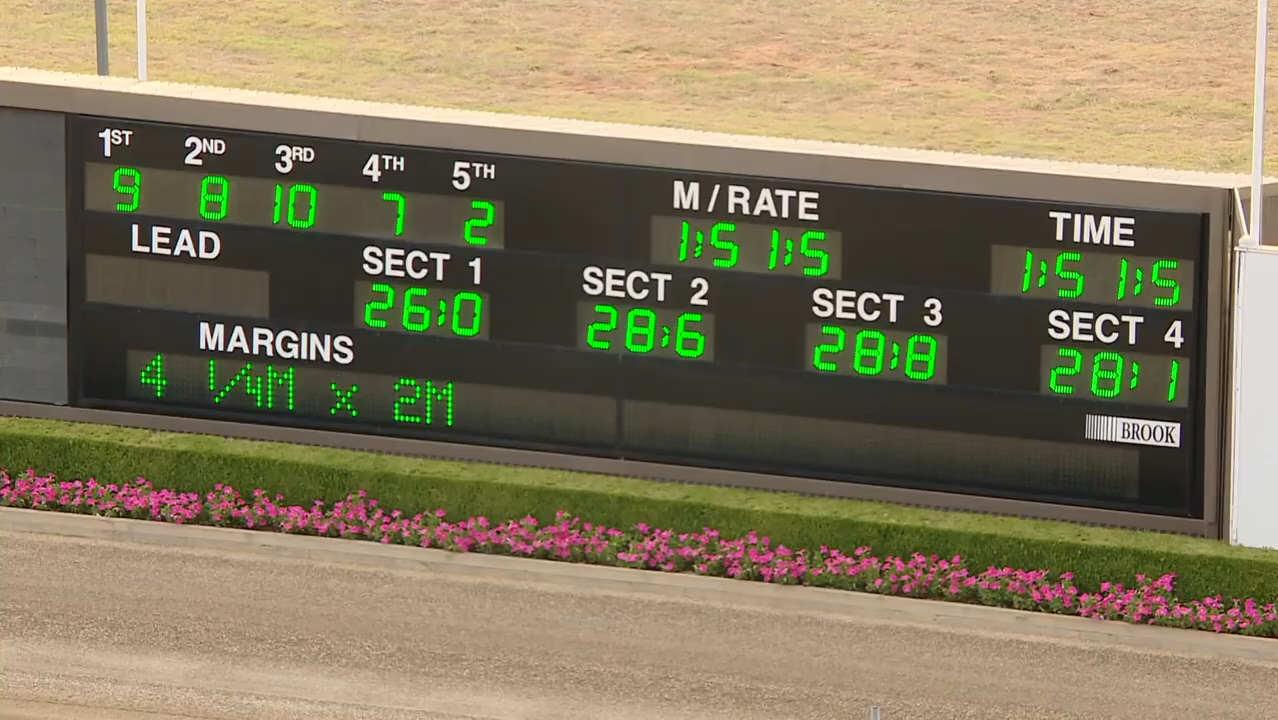 1ST 2ND 3RD 4TH 5TH M/RATE TIME
9 8 10 7 2 1:51:5 1:51:5
LEAD SECT 1 SECT 2 SECT 3 SECT 4
26:0 28:6 28:8 28:1
MARGINS
4 1/4M x 2M
BROOK